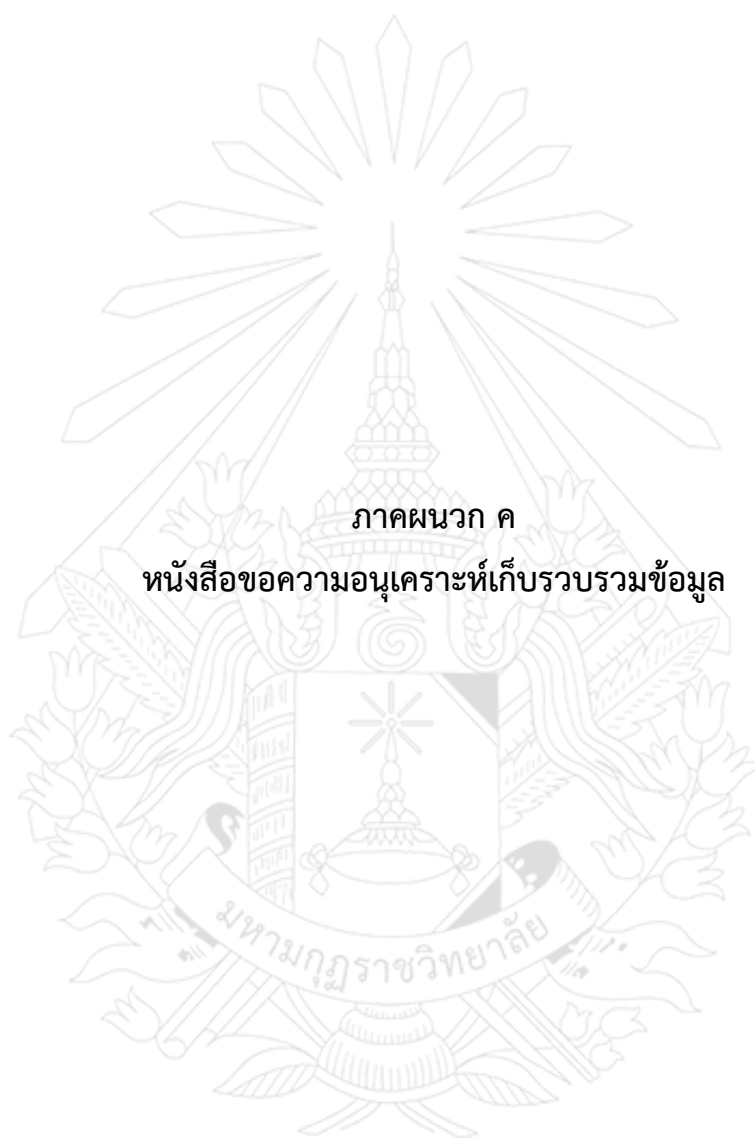 ภาคผนวก ค
หนังสือขอความอนุเคราะห์เก็บรวบรวมข้อมูล
มหามกุฏราชวิทยาลัย